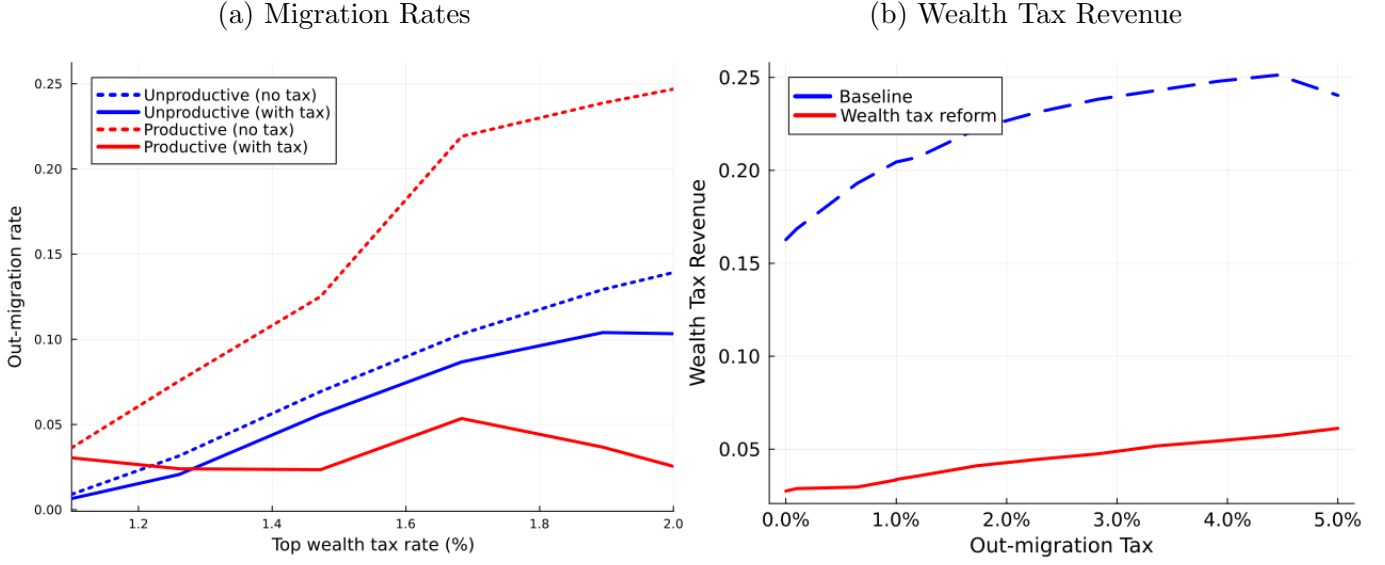 (a) Migration Rates
0.25
0.20
0.15
0.10
0.05
0.00
Out-migration rate
Unproductive (no tax)
Unproductive (with tax)
Productive (no tax)
Productive (with tax)
1.2 1.4 1.6 1.8 2.0
Top wealth tax rate (%)
(b) Wealth Tax Revenue
0.25
0.20
0.15
0.10
0.05
Wealth Tax Revenue
Baseline
Wealth tax reform
0.0% 1.0% 2.0% 3.0% 4.0% 5.0%
Out-migration Tax